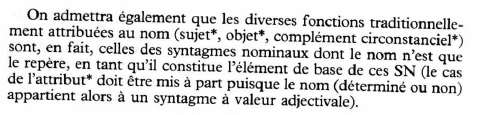 On admettra également que les diverses fonctions traditionnelle-
ment attribuées au nom (sujet*, objet*, complément circonstanciel*)
sont, en fait, celles des syntagmes nominaux dont le nom n'est que
le repère, en tant qu'il constitue l'élément de base de ces SN (le cas
de l'attribut* doit être mis à part puisque le nom (déterminé ou non)
appartient alors à un syntagme à valeur adjectivale).